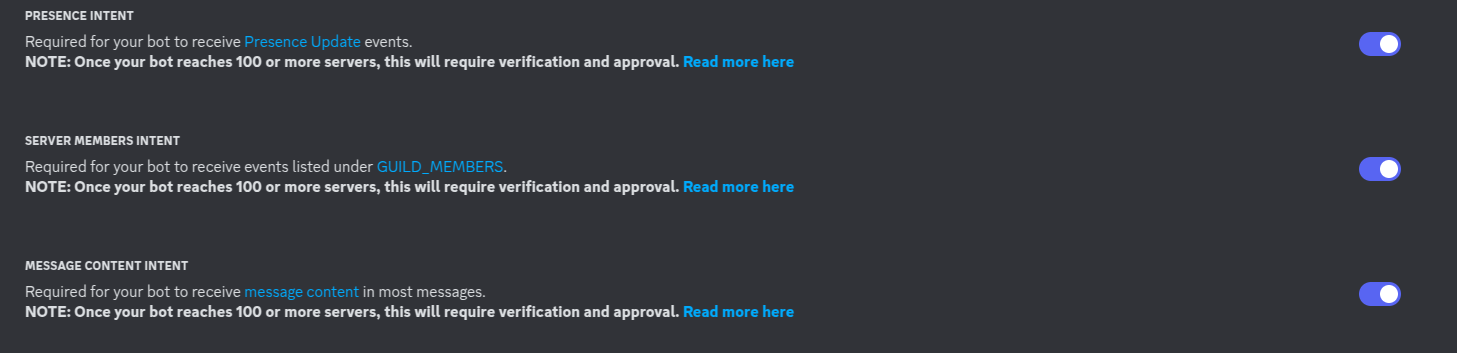 PRESENCE INTENT
Required for your bot to receive Presence Update events.
NOTE: Once your bot reaches 100 or more servers, this will require verification and approval. Read more here
SERVER MEMBERS INTENT
Required for your bot to receive events listed under GUILD_MEMBERS.
NOTE: Once your bot reaches 100 or more servers, this will require verification and approval. Read more here
MESSAGE CONTENT INTENT
Required for your bot to receive message content in most messages.
NOTE: Once your bot reaches 100 or more servers, this will require verification and approval. Read more here